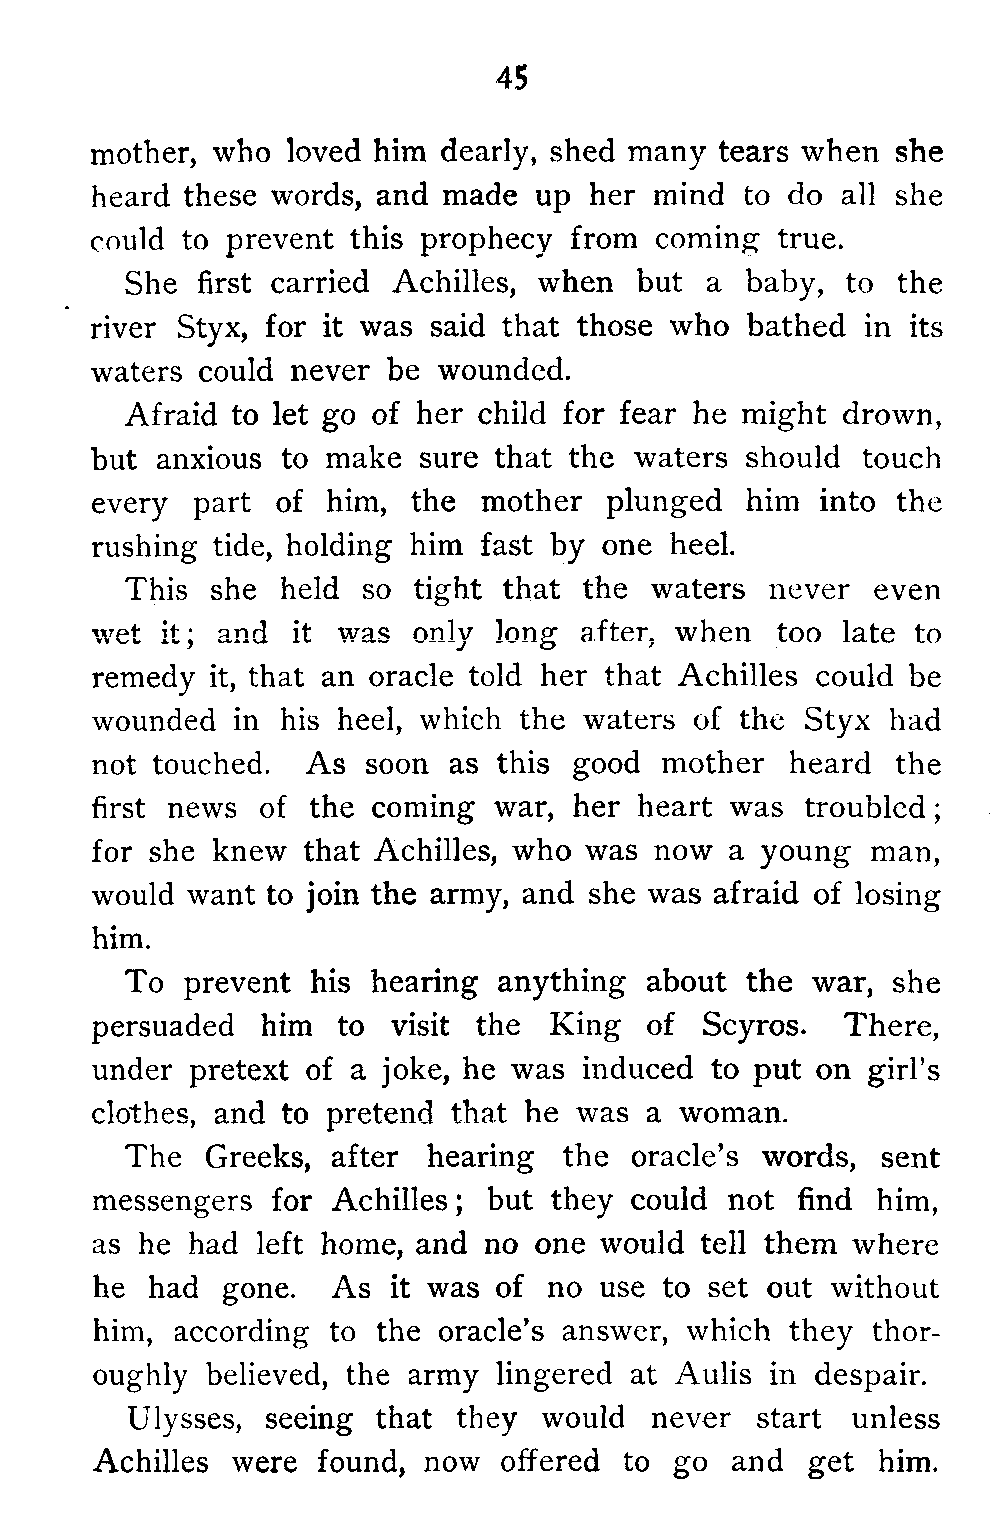 45
mother, who loved him dearly, shed many tears when she
heard these words, and made up her mind to do all she
could to prevent this prophecy from coming true.
She first carried Achilles, when but a baby, to the
river Styx, for it was said that those who bathed in its
waters could never be wounded.
Afraid to let go of her child for fear he might drown,
but anxious to make sure that the waters should touch
every part of him, the mother plunged him into the
rushing tide, holding him fast by one heel.
This she held so tight that the waters never even
wet it; and it was only long after, when too late to
remedy it, that an oracle told her that Achilles could be
wounded in his heel, which the waters of the Styx had
not touched. As soon as this good mother heard the
first news of the coming war, her heart was troubled;
for she knew that Achilles, who was now a young man,
would want to join the army, and she was afraid of losing
him.
To prevent his hearing anything about the war, she
persuaded him to visit the King of Scyros. There,
under pretext of a joke, he was induced to put on girl's
clothes, and to pretend that he was a woman.
The Greeks, after hearing the oracle's words, sent
messengers for Achilles; but they could not find him,
as he had left home, and no one would tell them where
he had gone. As it was of no use to set out without
him, according to the oracle's answer, which they thor-
oughly believed, the army lingered at Aulis in despair.
Ulysses, seeing that they would never start unless
Achilles were found, now offered to go and get him.